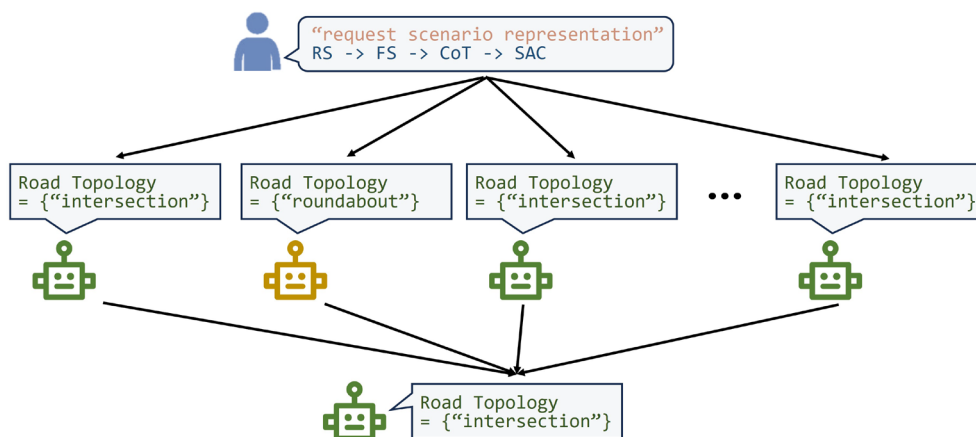 “request scenario representation”
RS -> FS -> CoT -> SAC
Road Topology
= {“intersection”}
Road Topology
= {“roundabout”}
Road Topology
= {“intersection”}
...
Road Topology
= {“intersection”}
Road Topology
= {“intersection”}